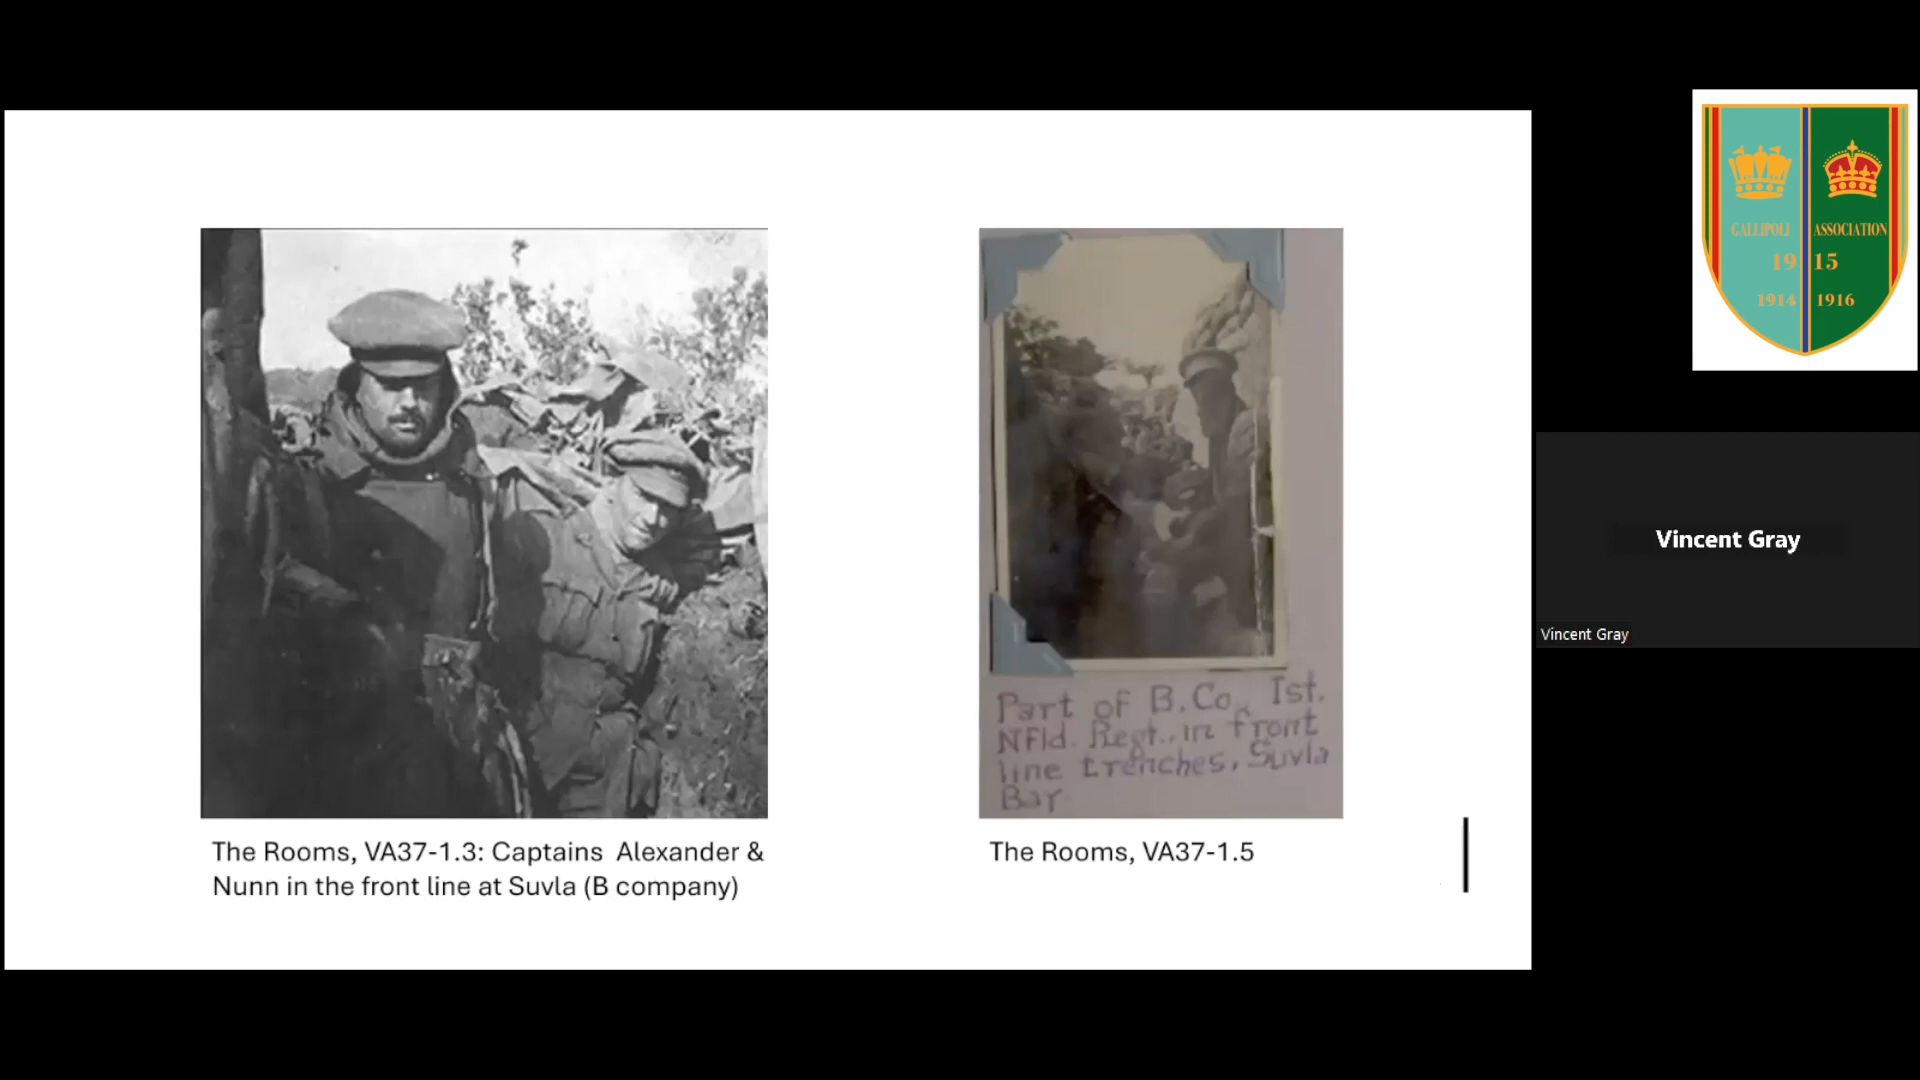 Part of B. Co. Ist.
NFld. Regt., in front
line trenches, Suvla
Bay
The Rooms, VA37-1.3: Captains Alexander &
Nunn in the front line at Suvla (B company)
The Rooms, VA37-1.5
GALLIPOLI ASSOCIATION
19 15
1914 1916
Vincent Gray
Vincent Gray